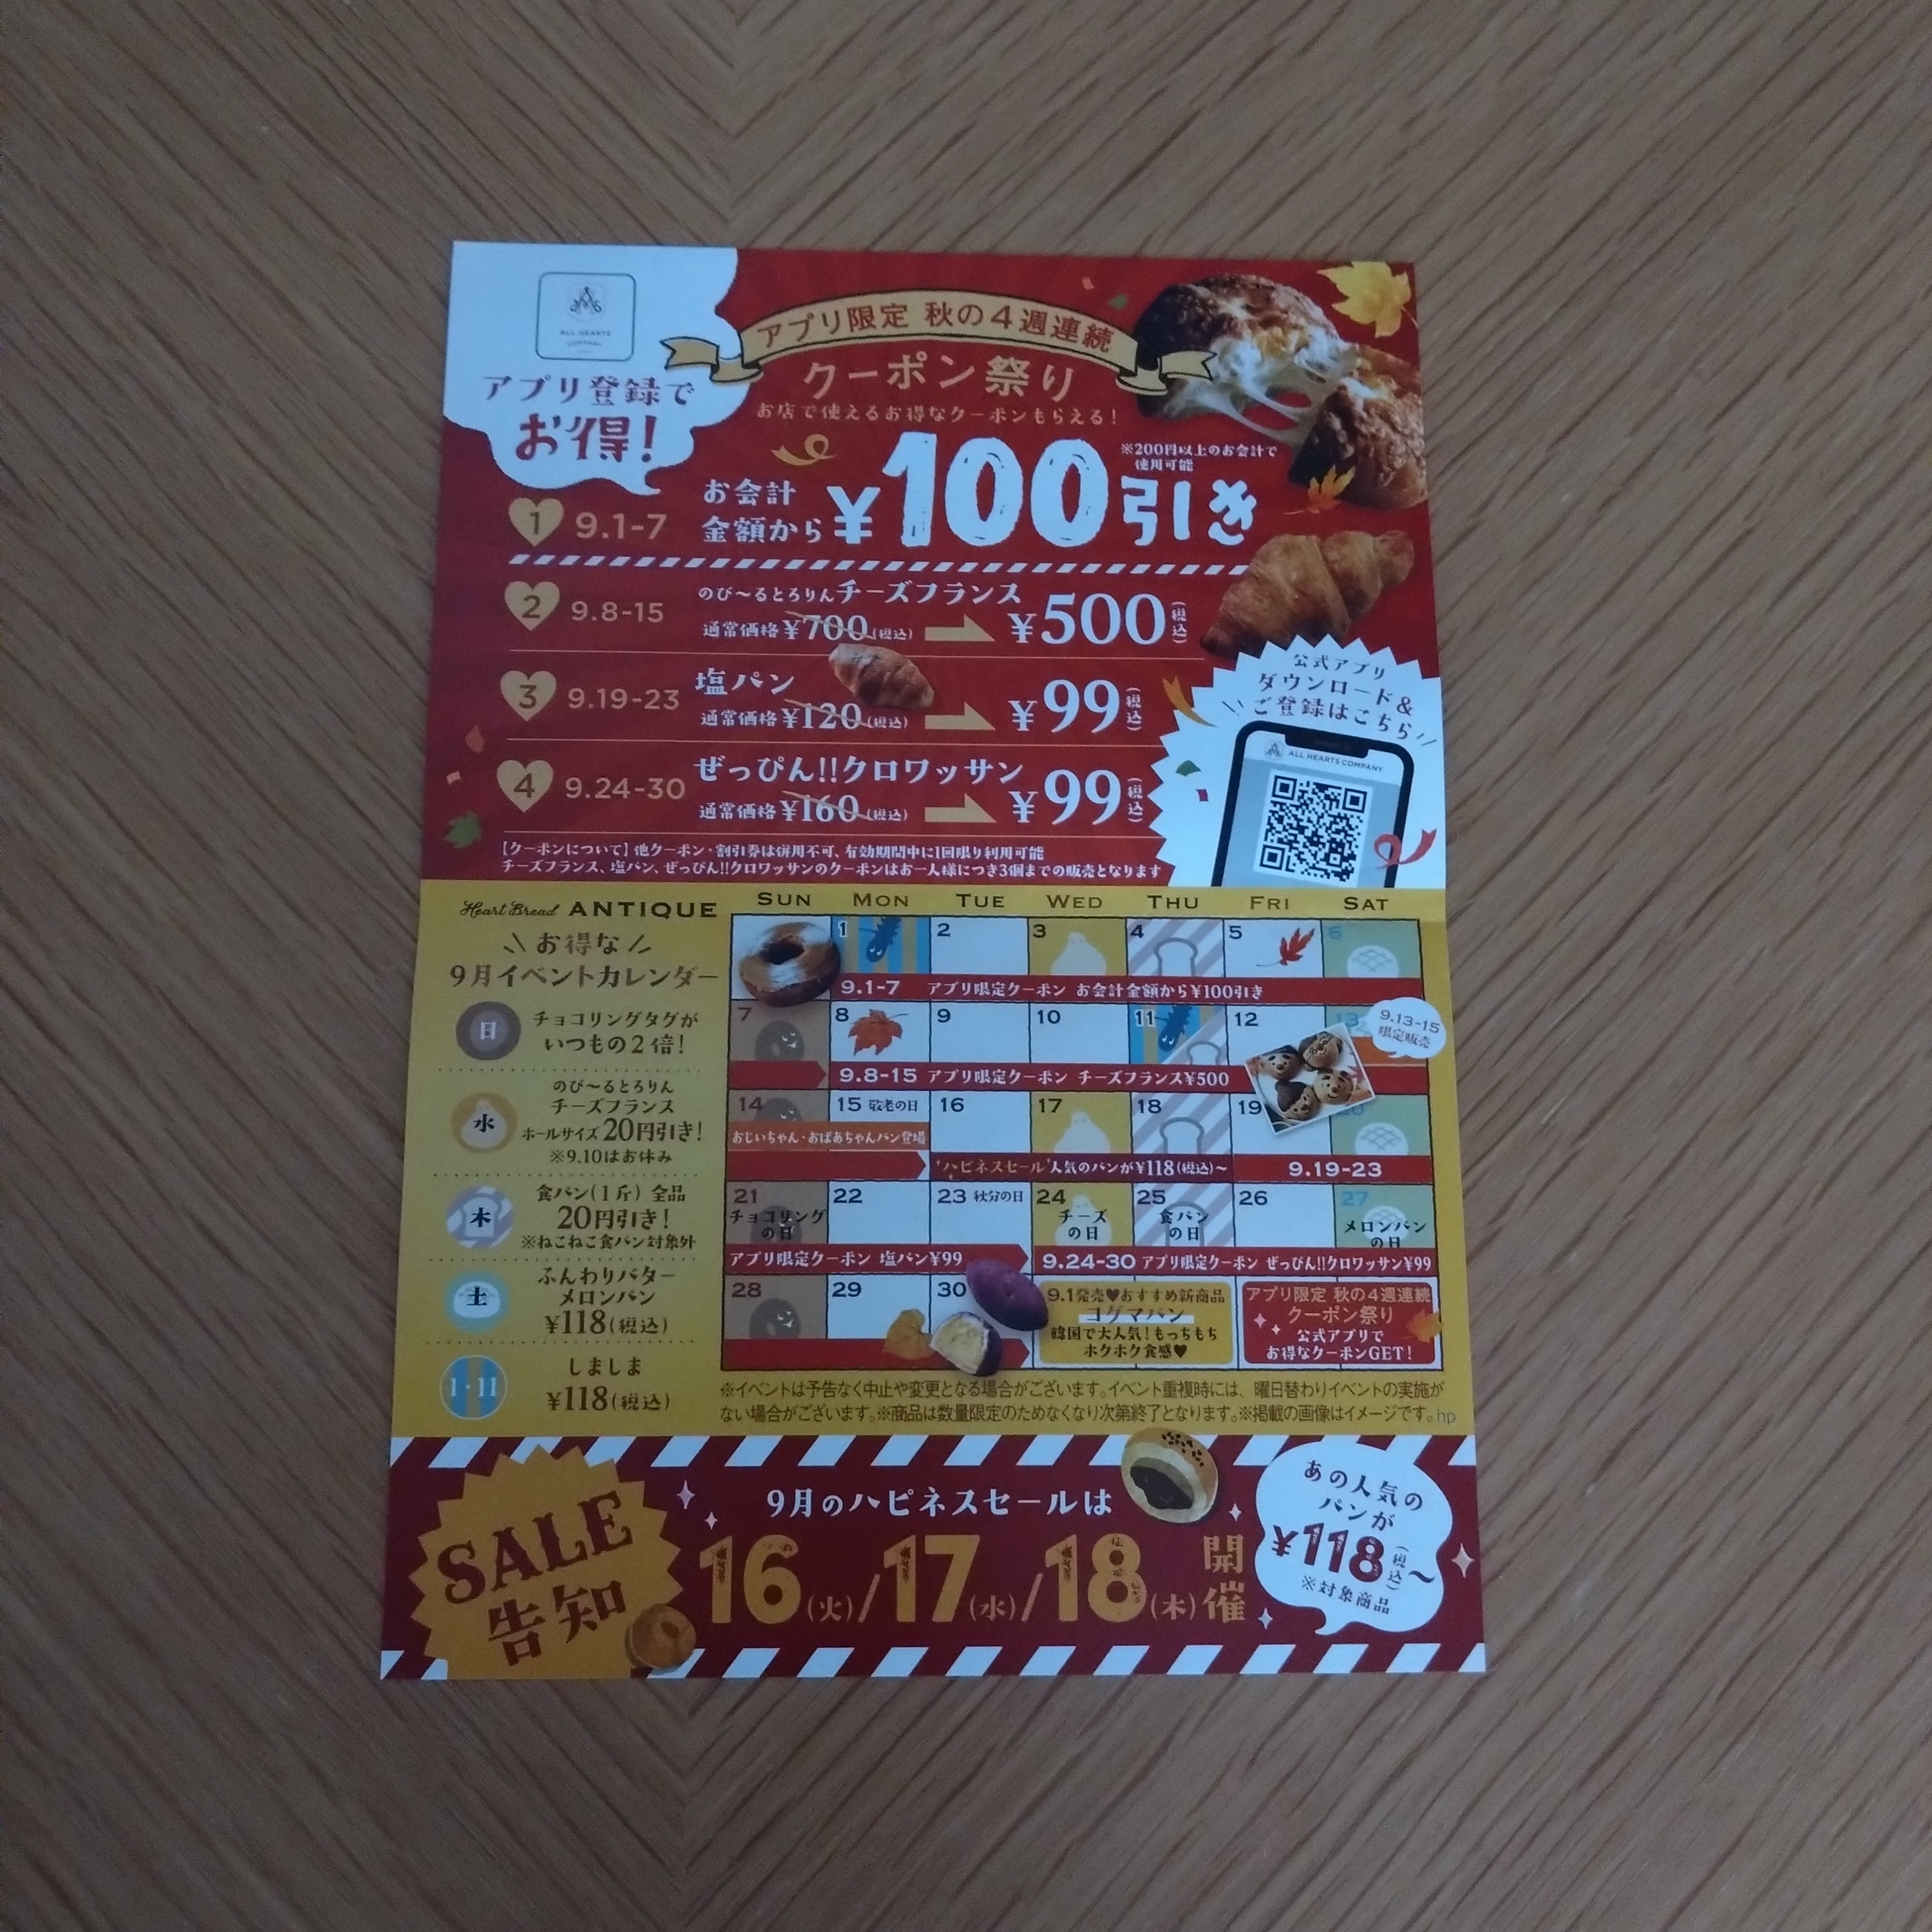 ALL HEARTS
COMPANY
アプリ登録で
お得!
アプリ限定 秋の4週連続
クーポン祭り
お店で使えるお得なクーポンもらえる!
1 9.1-7
お会計
金額から
¥100引き
※200円以上のお会計で
使用可能
2 9.8-15
のび〜るとろりんチーズフランス
通常価格¥700(税込)
¥500(税込)
3 9.19-23
塩パン
通常価格¥120(税込)
¥99(税込)
4 9.24-30
ぜっぴん!!クロワッサン
通常価格¥160(税込)
¥99(税込)
公式アプリ
ダウンロード&
ご登録はこちら
ALL HEARTS COMPANY
【クーポンについて】他クーポン・割引券は併用不可、有効期間中に1回限り利用可能
チーズフランス、塩パン、ぜっぴん!!クロワッサンのクーポンはお一人様につき3個までの販売となります
Heart Bread ANTIQUE
お得な
9月イベントカレンダー
日
チョコリングタグが
いつもの2倍!
水
のび〜るとろりん
チーズフランス
ホールサイズ20円引き!
※9.10はお休み
木
食パン(1斤) 全品
20円引き!
※ねこねこ食パン対象外
土
ふんわりバター
メロンパン
¥118(税込)
1・11
しましま
¥118(税込)
SUN MON TUE WED THU FRI SAT
1 2 3 4 5 6
9.1-7 アプリ限定クーポン お会計金額から¥100引き
7 8 9 10 11 12 13
9.13-15
限定販売
9.8-15 アプリ限定クーポン チーズフランス¥500
14 15 敬老の日 16 17 18 19 20
おじいちゃん・おばあちゃんパン登場
"ハピネスセール"人気のパンが¥118(税込)〜
9.19-23
21 22 23 秋分の日 24 25 26 27
チョコリング
の日
チーズ
の日
食パン
の日
メロンパン
の日
アプリ限定クーポン 塩パン¥99
9.24-30 アプリ限定クーポン ぜっぴん!!クロワッサン¥99
28 29 30
9.1発売♥おすすめ新商品
コグマパン
韓国で大人気!もっちもち
ホクホク食感♥
アプリ限定 秋の4週連続
クーポン祭り
公式アプリで
お得なクーポンGET!
※イベントは予告なく中止や変更となる場合がございます。イベント重複時には、曜日替わりイベントの実施が
ない場合がございます。※商品は数量限定のためなくなり次第終了となります。※掲載の画像はイメージです。hp
SALE
告知
9月のハピネスセールは
16(火)/17(水)/18(木)開催
あの人気の
パンが
¥118(税込)〜
※対象商品